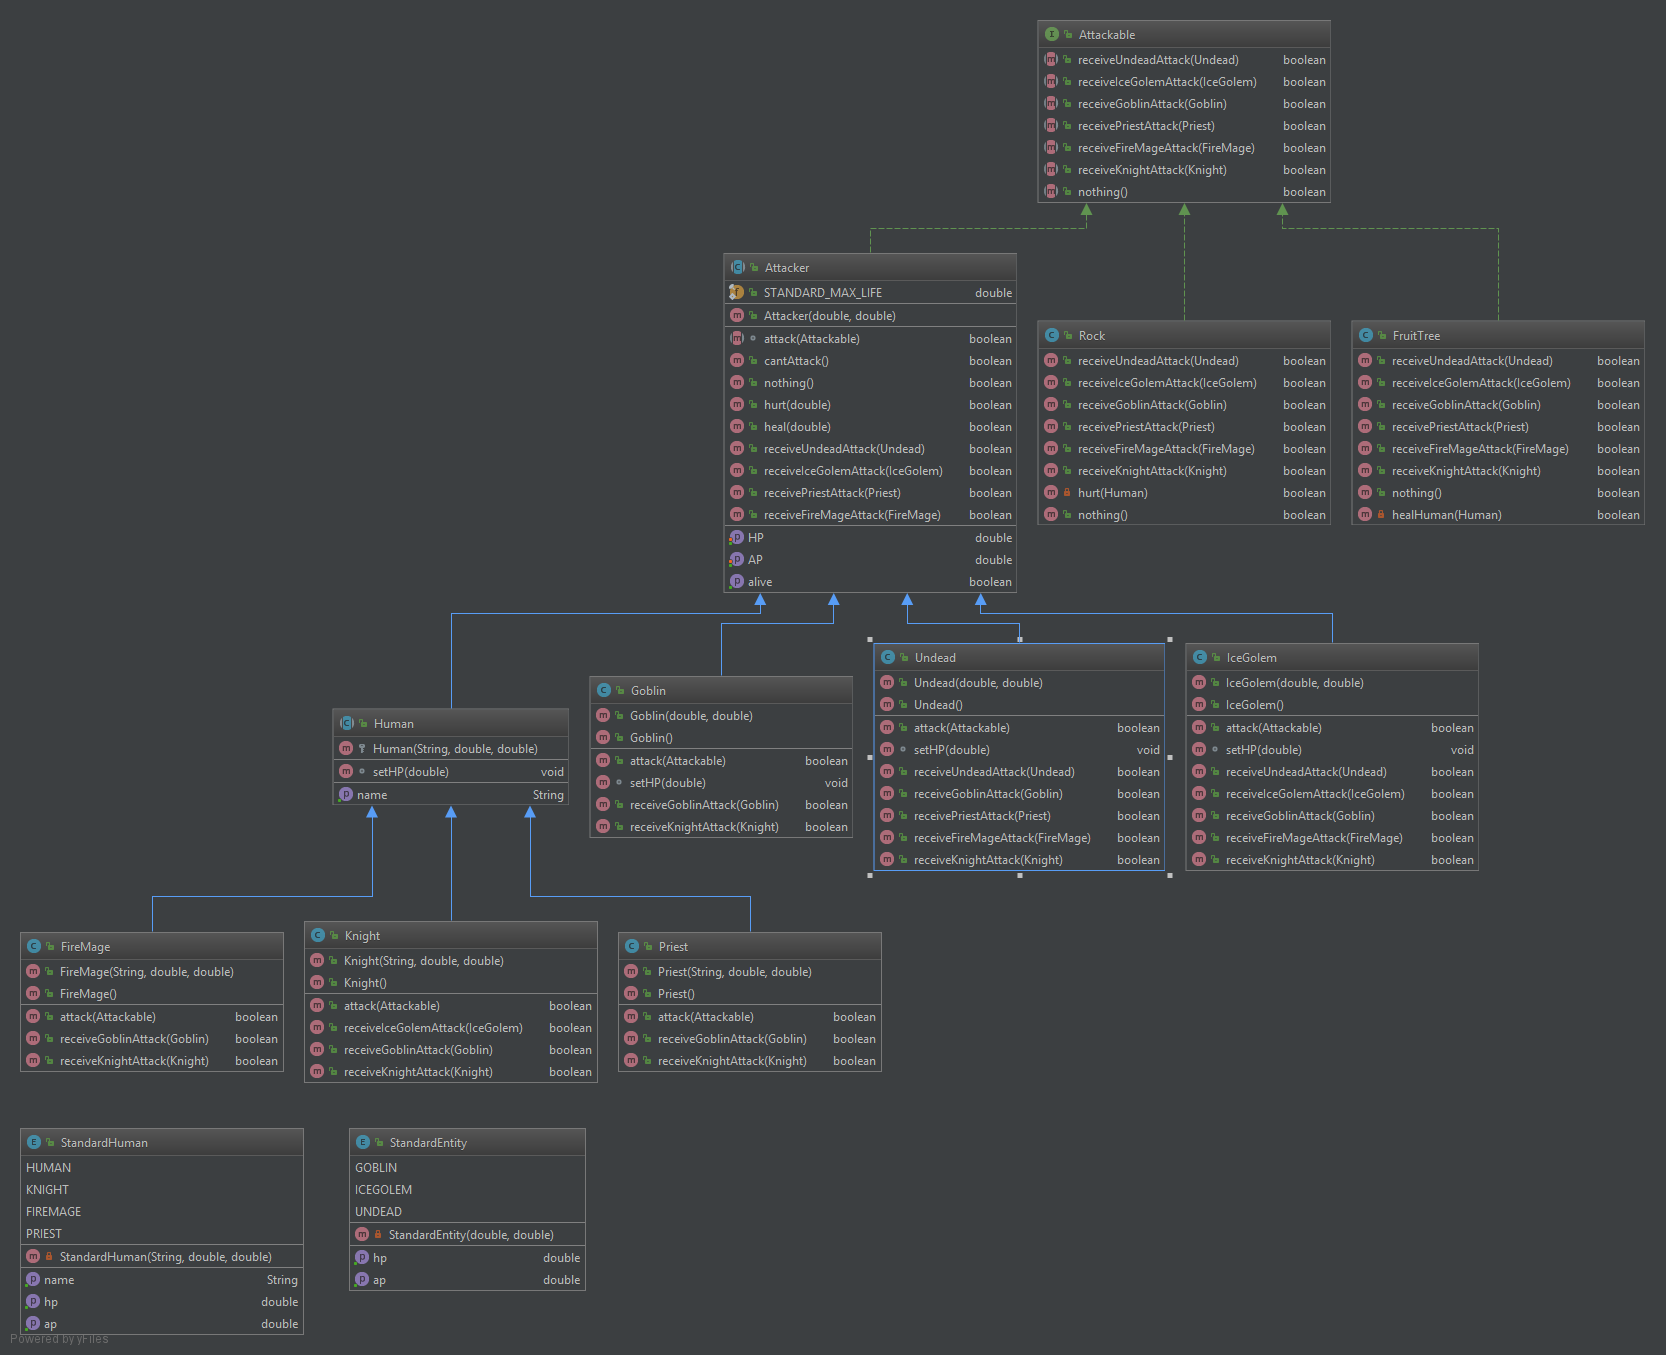 Attackable
receiveUndeadAttack(Undead) boolean
receiveIceGolemAttack(IceGolem) boolean
receiveGoblinAttack(Goblin) boolean
receivePriestAttack(Priest) boolean
receiveFireMageAttack(FireMage) boolean
receiveKnightAttack(Knight) boolean
nothing() boolean
Attacker
STANDARD_MAX_LIFE double
Attacker(double, double)
attack(Attackable) boolean
cantAttack() boolean
nothing() boolean
hurt(double) boolean
heal(double) boolean
receiveUndeadAttack(Undead) boolean
receiveIceGolemAttack(IceGolem) boolean
receivePriestAttack(Priest) boolean
receiveFireMageAttack(FireMage) boolean
HP double
AP double
alive boolean
Rock
receiveUndeadAttack(Undead) boolean
receiveIceGolemAttack(IceGolem) boolean
receiveGoblinAttack(Goblin) boolean
receivePriestAttack(Priest) boolean
receiveFireMageAttack(FireMage) boolean
receiveKnightAttack(Knight) boolean
hurt(Human) boolean
nothing() boolean
FruitTree
receiveUndeadAttack(Undead) boolean
receiveIceGolemAttack(IceGolem) boolean
receiveGoblinAttack(Goblin) boolean
receivePriestAttack(Priest) boolean
receiveFireMageAttack(FireMage) boolean
receiveKnightAttack(Knight) boolean
nothing() boolean
healHuman(Human) boolean
Human
Human(String, double, double)
setHP(double) void
name String
Goblin
Goblin(double, double)
Goblin()
attack(Attackable) boolean
setHP(double) void
receiveGoblinAttack(Goblin) boolean
receiveKnightAttack(Knight) boolean
Undead
Undead(double, double)
Undead()
attack(Attackable) boolean
setHP(double) void
receiveUndeadAttack(Undead) boolean
receiveGoblinAttack(Goblin) boolean
receivePriestAttack(Priest) boolean
receiveFireMageAttack(FireMage) boolean
receiveKnightAttack(Knight) boolean
IceGolem
IceGolem(double, double)
IceGolem()
attack(Attackable) boolean
setHP(double) void
receiveUndeadAttack(Undead) boolean
receiveIceGolemAttack(IceGolem) boolean
receiveGoblinAttack(Goblin) boolean
receiveFireMageAttack(FireMage) boolean
receiveKnightAttack(Knight) boolean
FireMage
FireMage(String, double, double)
FireMage()
attack(Attackable) boolean
receiveGoblinAttack(Goblin) boolean
receiveKnightAttack(Knight) boolean
Knight
Knight(String, double, double)
Knight()
attack(Attackable) boolean
receiveIceGolemAttack(IceGolem) boolean
receiveGoblinAttack(Goblin) boolean
receiveKnightAttack(Knight) boolean
Priest
Priest(String, double, double)
Priest()
attack(Attackable) boolean
receiveGoblinAttack(Goblin) boolean
receiveKnightAttack(Knight) boolean
StandardHuman
HUMAN
KNIGHT
FIREMAGE
PRIEST
StandardHuman(String, double, double)
name String
hp double
ap double
StandardEntity
GOBLIN
ICEGOLEM
UNDEAD
StandardEntity(double, double)
hp double
ap double
Powered by yFiles